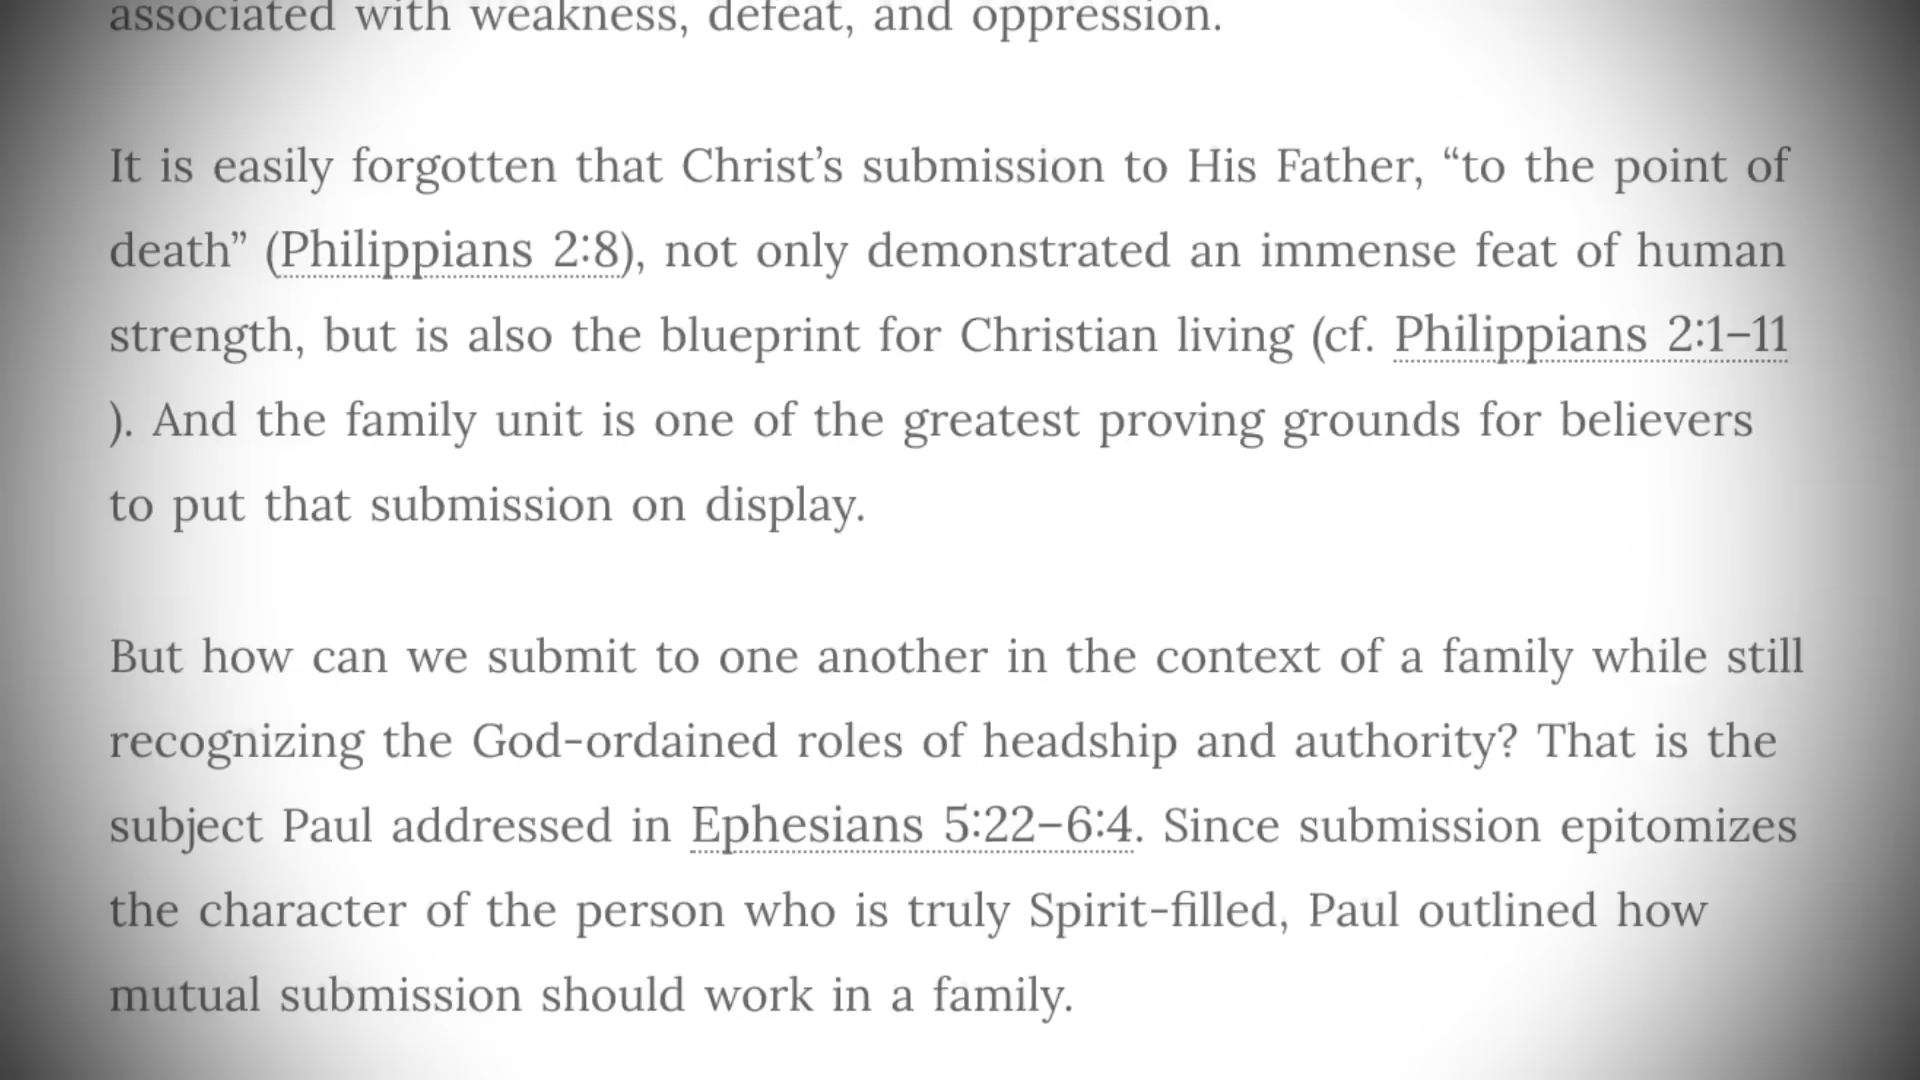 associated with weakness, defeat, and oppression.
It is easily forgotten that Christ’s submission to His Father, “to the point of
death” (Philippians 2:8), not only demonstrated an immense feat of human
strength, but is also the blueprint for Christian living (cf. Philippians 2:1–11
). And the family unit is one of the greatest proving grounds for believers
to put that submission on display.
But how can we submit to one another in the context of a family while still
recognizing the God-ordained roles of headship and authority? That is the
subject Paul addressed in Ephesians 5:22–6:4. Since submission epitomizes
the character of the person who is truly Spirit-filled, Paul outlined how
mutual submission should work in a family.